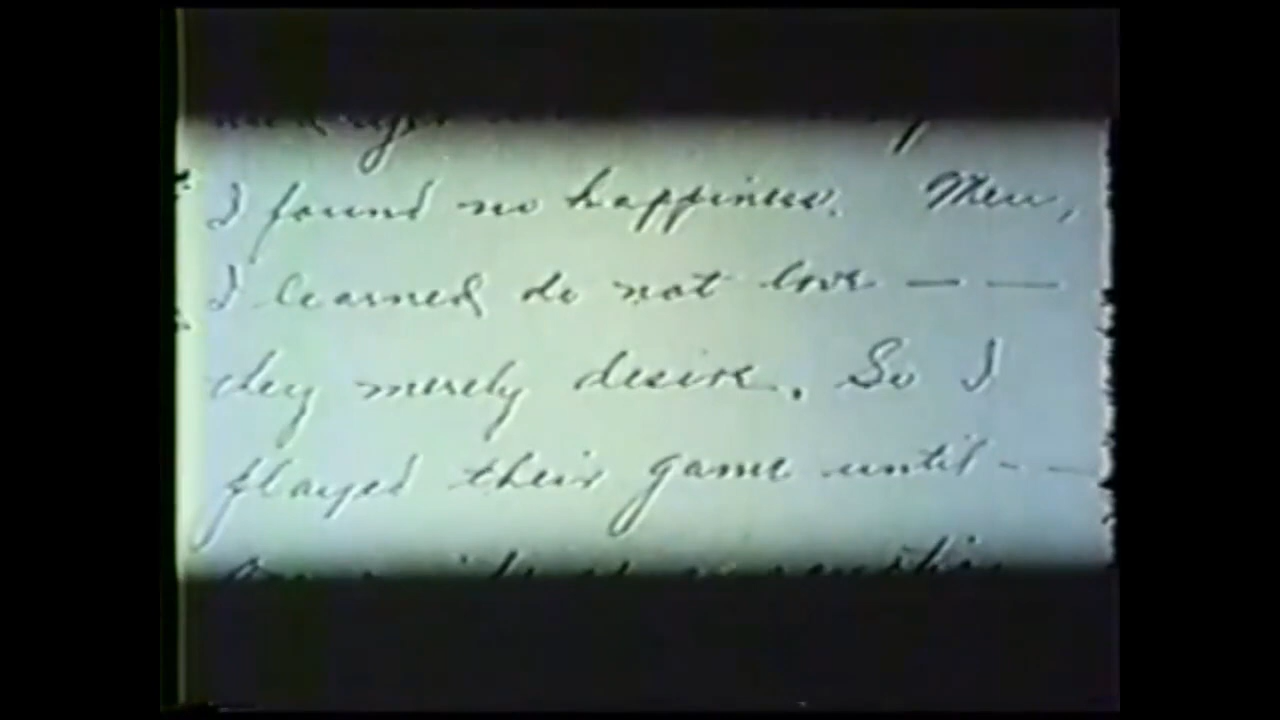 I found no happiness. Men,
I learned do not love — —
they merely desire. So I
played their game until - -